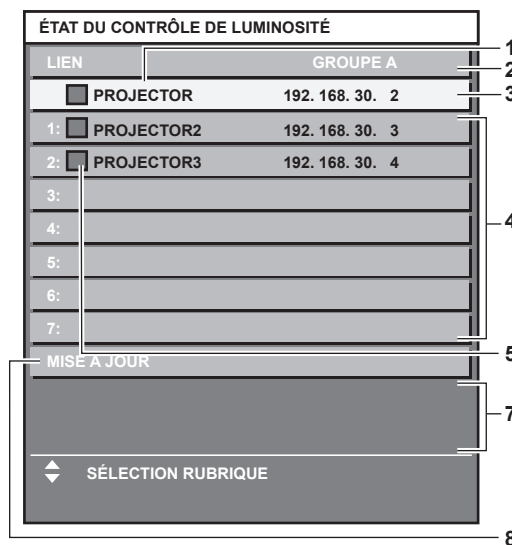 ÉTAT DU CONTRÔLE DE LUMINOSITÉ
LIEN GROUPE A
PROJECTOR 192. 168. 30. 2
1: PROJECTOR2 192. 168. 30. 3
2: PROJECTOR3 192. 168. 30. 4
3:
4:
5:
6:
7:
MISE À JOUR
SÉLECTION RUBRIQUE
1
2
3
4
5
7
8